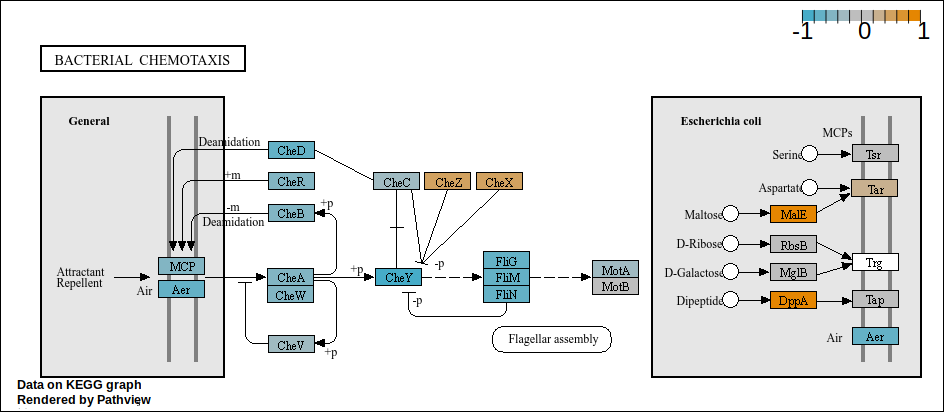 -1 0 1
BACTERIAL CHEMOTAXIS
General
Deamidation
CheD
+m
CheR
-m
CheB
+p
Deamidation
CheC
CheZ
CheX
MCP
Aer
Air
Attractant
Repellent
CheA
CheW
CheV
+p
+p
CheY
-p
-p
FliG
FliM
FliN
MotA
MotB
Flagellar assembly
Escherichia coli
MCPs
Serine
Tsr
Aspartate
Tar
Maltose
MalE
D-Ribose
RbsB
Trg
D-Galactose
MglB
Dipeptide
DppA
Tap
Air
Aer
Data on KEGG graph
Rendered by Pathview